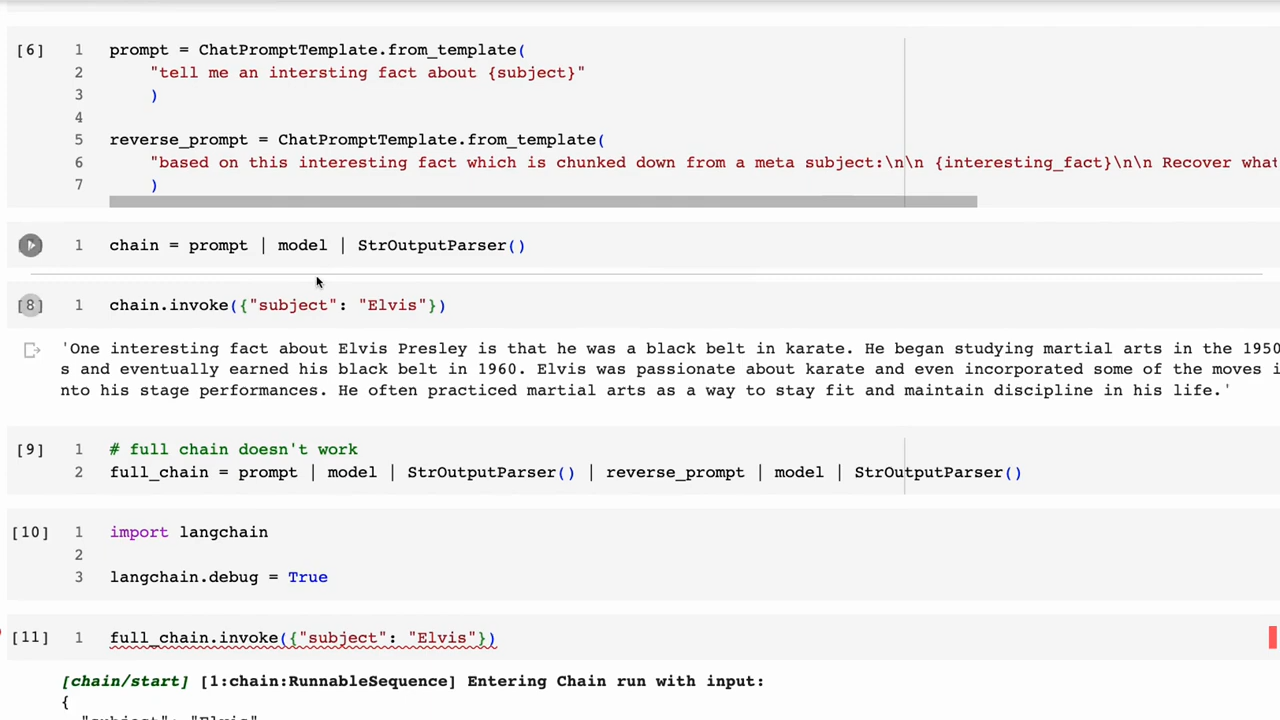 [6] 1 prompt = ChatPromptTemplate.from_template(
2 "tell me an intersting fact about {subject}"
3 )
4
5 reverse_prompt = ChatPromptTemplate.from_template(
6 "based on this interesting fact which is chunked down from a meta subject:\n\n {interesting_fact}\n\n Recover what
7 )
1 chain = prompt | model | StrOutputParser()
[8] 1 chain.invoke({"subject": "Elvis"})
'One interesting fact about Elvis Presley is that he was a black belt in karate. He began studying martial arts in the 1950
s and eventually earned his black belt in 1960. Elvis was passionate about karate and even incorporated some of the moves i
nto his stage performances. He often practiced martial arts as a way to stay fit and maintain discipline in his life.'
[9] 1 # full chain doesn't work
2 full_chain = prompt | model | StrOutputParser() | reverse_prompt | model | StrOutputParser()
[10] 1 import langchain
2
3 langchain.debug = True
[11] 1 full_chain.invoke({"subject": "Elvis"})
[chain/start] [1:chain:RunnableSequence] Entering Chain run with input:
{
"subject": "Elvis"